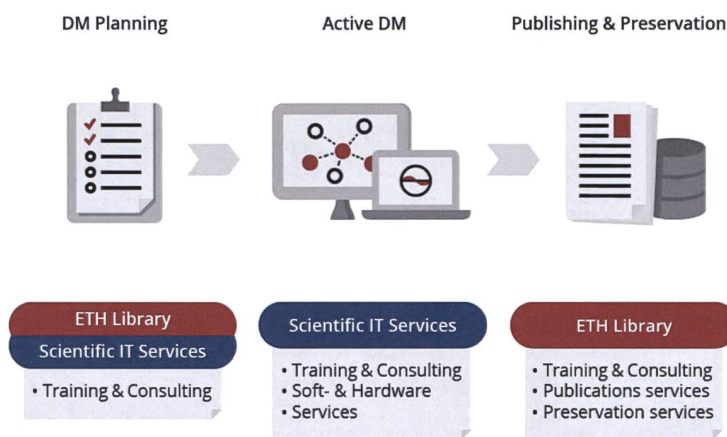 DM Planning
Active DM
Publishing & Preservation
ETH Library
Scientific IT Services
• Training & Consulting
Scientific IT Services
• Training & Consulting
• Soft- & Hardware
• Services
ETH Library
• Training & Consulting
• Publications services
• Preservation services